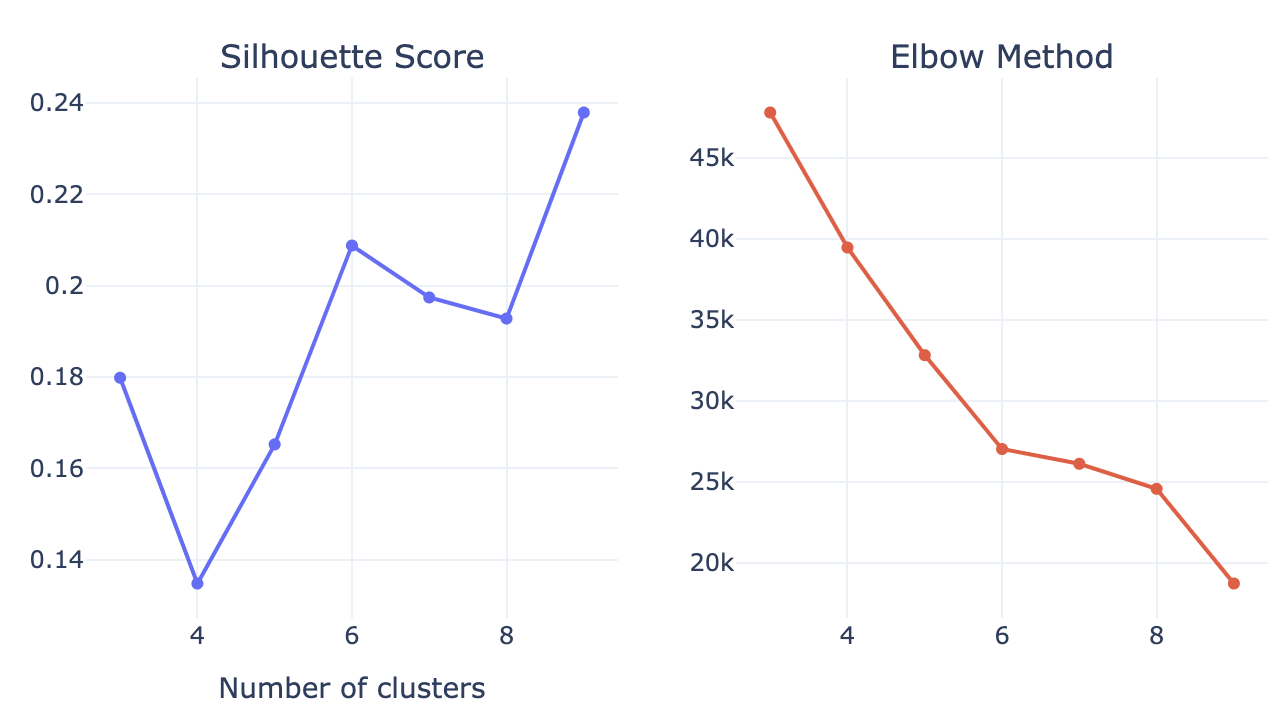 Silhouette Score
0.24
0.22
0.2
0.18
0.16
0.14
4 6 8
Number of clusters
Elbow Method
45k
40k
35k
30k
25k
20k
4 6 8